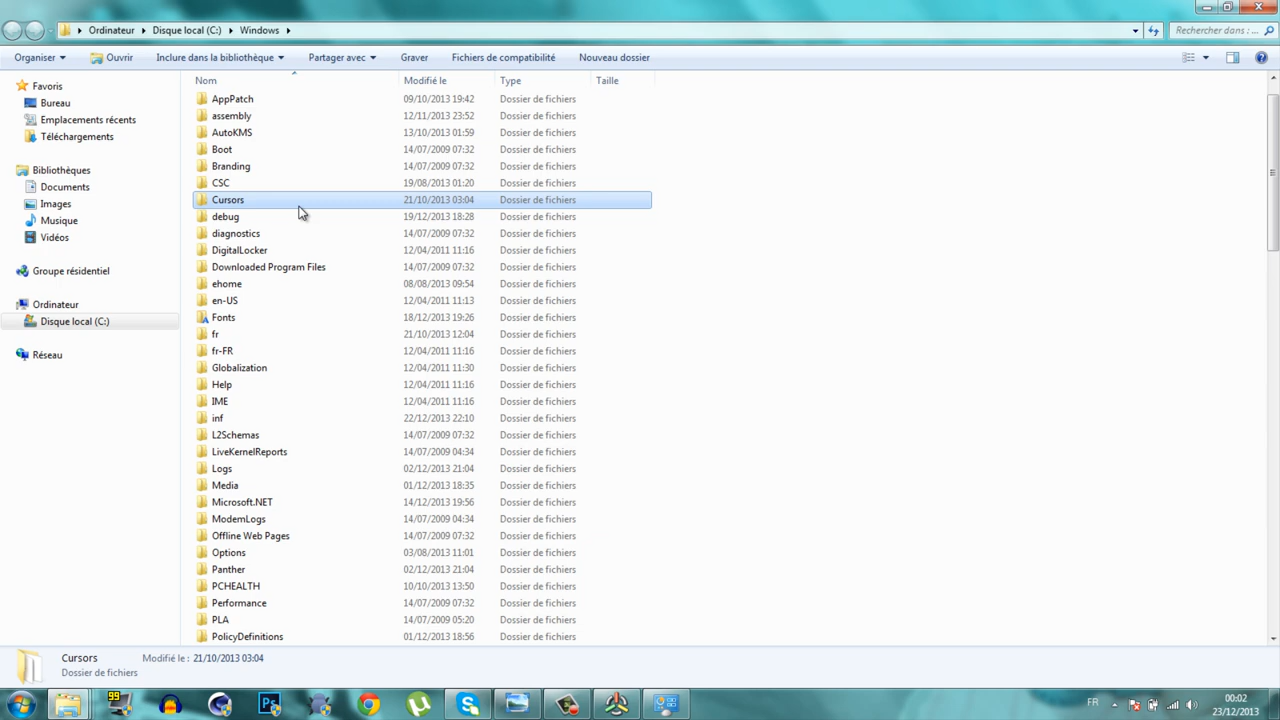 Ordinateur Disque local (C:) Windows Rechercher dans : ...
Organiser Ouvrir Inclure dans la bibliothèque Partager avec Graver Fichiers de compatibilité Nouveau dossier
Favoris
Bureau
Emplacements récents
Téléchargements
Bibliothèques
Documents
Images
Musique
Vidéos
Groupe résidentiel
Ordinateur
Disque local (C:)
Réseau
Nom Modifié le Type Taille
AppPatch 09/10/2013 19:42 Dossier de fichiers
assembly 12/11/2013 23:52 Dossier de fichiers
AutoKMS 13/10/2013 01:59 Dossier de fichiers
Boot 14/07/2009 07:32 Dossier de fichiers
Branding 14/07/2009 07:32 Dossier de fichiers
CSC 19/08/2013 01:20 Dossier de fichiers
Cursors 21/10/2013 03:04 Dossier de fichiers
debug 19/12/2013 18:28 Dossier de fichiers
diagnostics 14/07/2009 07:32 Dossier de fichiers
DigitalLocker 12/04/2011 11:16 Dossier de fichiers
Downloaded Program Files 14/07/2009 07:32 Dossier de fichiers
ehome 08/08/2013 09:54 Dossier de fichiers
en-US 12/04/2011 11:13 Dossier de fichiers
Fonts 18/12/2013 19:26 Dossier de fichiers
fr 21/10/2013 12:04 Dossier de fichiers
fr-FR 12/04/2011 11:16 Dossier de fichiers
Globalization 12/04/2011 11:30 Dossier de fichiers
Help 12/04/2011 11:16 Dossier de fichiers
IME 12/04/2011 11:16 Dossier de fichiers
inf 22/12/2013 22:10 Dossier de fichiers
L2Schemas 14/07/2009 07:32 Dossier de fichiers
LiveKernelReports 14/07/2009 04:34 Dossier de fichiers
Logs 02/12/2013 21:04 Dossier de fichiers
Media 01/12/2013 18:35 Dossier de fichiers
Microsoft.NET 14/12/2013 19:56 Dossier de fichiers
ModemLogs 14/07/2009 04:34 Dossier de fichiers
Offline Web Pages 14/07/2009 07:32 Dossier de fichiers
Options 03/08/2013 11:01 Dossier de fichiers
Panther 02/12/2013 21:04 Dossier de fichiers
PCHEALTH 10/10/2013 13:50 Dossier de fichiers
Performance 14/07/2009 07:32 Dossier de fichiers
PLA 14/07/2009 05:20 Dossier de fichiers
PolicyDefinitions 01/12/2013 18:56 Dossier de fichiers
Cursors Modifié le : 21/10/2013 03:04
Dossier de fichiers
99 Ps FR 00:02
23/12/2013